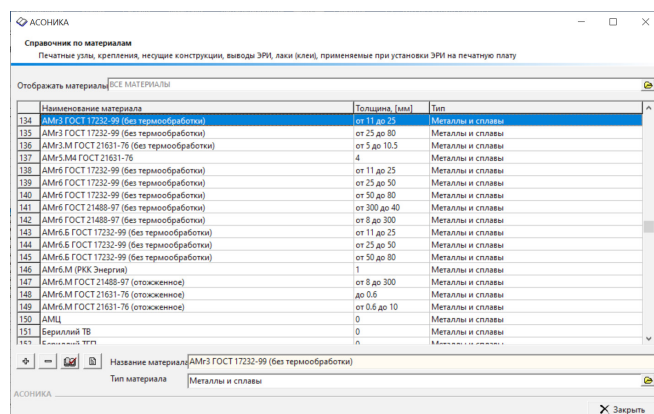 АСОНИКА
Справочник по материалам
Печатные узлы, крепления, несущие конструкции, выводы ЭРИ, лаки (клеи), применяемые при установки ЭРИ на печатную плату
Отображать материалы ВСЕ МАТЕРИАЛЫ
Наименование материала Толщина, [мм] Тип
134 АМг3 ГОСТ 17232-99 (без термообработки) от 11 до 25 Металлы и сплавы
135 АМг3 ГОСТ 17232-99 (без термообработки) от 25 до 80 Металлы и сплавы
136 АМг3.М ГОСТ 21631-76 (без термообработки) от 5 до 10.5 Металлы и сплавы
137 АМг5.М4 ГОСТ 21631-76 4 Металлы и сплавы
138 АМг6 ГОСТ 17232-99 (без термообработки) от 11 до 25 Металлы и сплавы
139 АМг6 ГОСТ 17232-99 (без термообработки) от 25 до 50 Металлы и сплавы
140 АМг6 ГОСТ 17232-99 (без термообработки) от 50 до 80 Металлы и сплавы
141 АМг6 ГОСТ 21488-97 (без термообработки) от 300 до 40 Металлы и сплавы
142 АМг6 ГОСТ 21488-97 (без термообработки) от 8 до 300 Металлы и сплавы
143 АМг6.Б ГОСТ 17232-99 (без термообработки) от 11 до 25 Металлы и сплавы
144 АМг6.Б ГОСТ 17232-99 (без термообработки) от 25 до 50 Металлы и сплавы
145 АМг6.Б ГОСТ 17232-99 (без термообработки) от 50 до 80 Металлы и сплавы
146 АМг6.М (РКК Энергия) 1 Металлы и сплавы
147 АМг6.М ГОСТ 21488-97 (отожженное) от 8 до 300 Металлы и сплавы
148 АМг6.М ГОСТ 21631-76 (отожженное) до 0.6 Металлы и сплавы
149 АМг6.М ГОСТ 21631-76 (отожженное) от 0.6 до 10 Металлы и сплавы
150 АМЦ 0 Металлы и сплавы
151 Бериллий ТВ 0 Металлы и сплавы
Название материала АМг3 ГОСТ 17232-99 (без термообработки)
Тип материала Металлы и сплавы
АСОНИКА
Закрыть